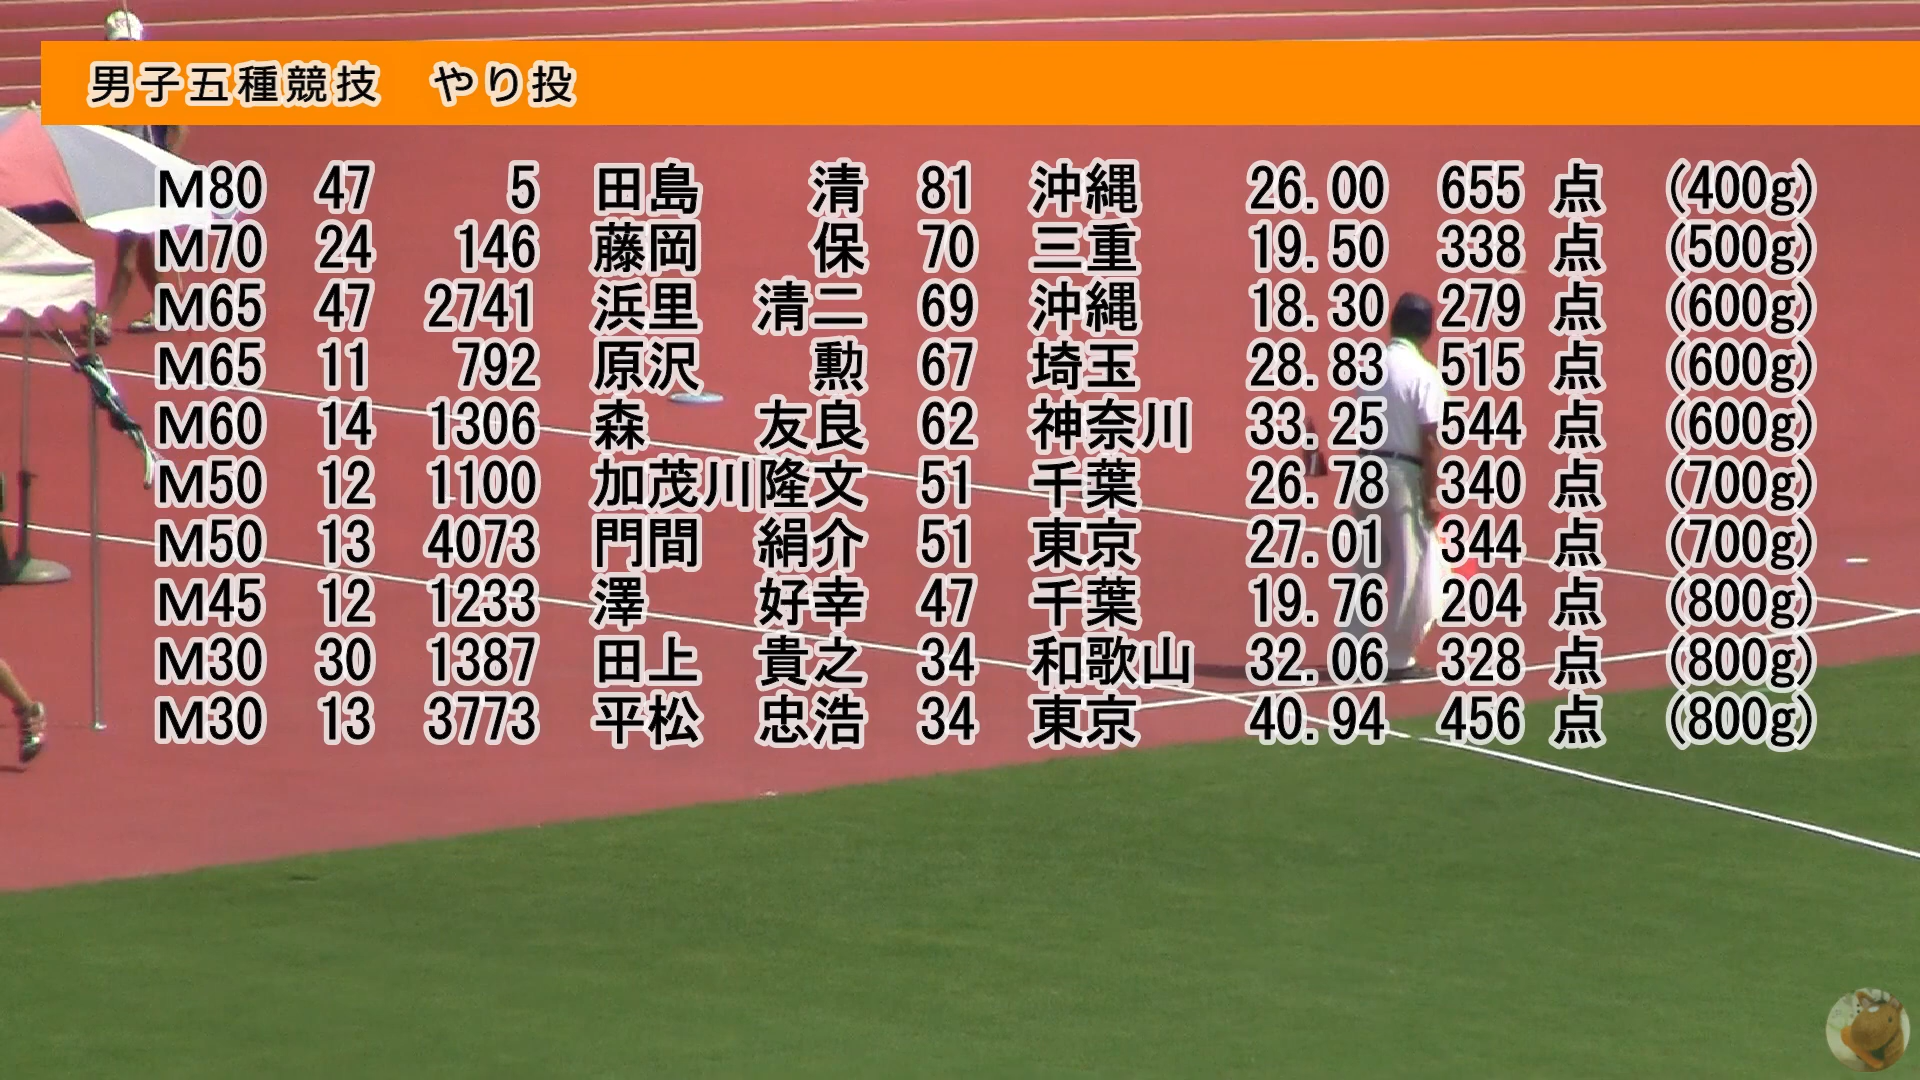 男子五種競技　やり投
M80 47 5 田島 清 81 沖縄 26.00 655 点 (400g)
M70 24 146 藤岡 保 70 三重 19.50 338 点 (500g)
M65 47 2741 浜里 清二 69 沖縄 18.30 279 点 (600g)
M65 11 792 原沢 勲 67 埼玉 28.83 515 点 (600g)
M60 14 1306 森 友良 62 神奈川 33.25 544 点 (600g)
M50 12 1100 加茂川隆文 51 千葉 26.78 340 点 (700g)
M50 13 4073 門間 絹介 51 東京 27.01 344 点 (700g)
M45 12 1233 澤 好幸 47 千葉 19.76 204 点 (800g)
M30 30 1387 田上 貴之 34 和歌山 32.06 328 点 (800g)
M30 13 3773 平松 忠浩 34 東京 40.94 456 点 (800g)